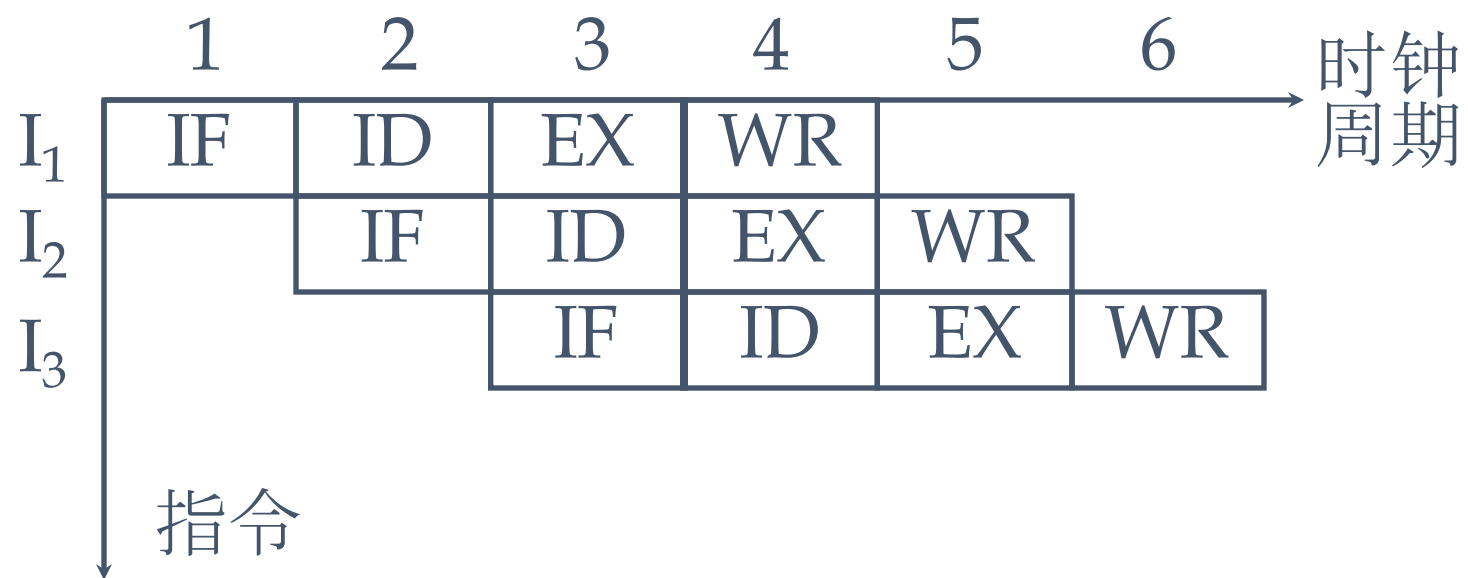 1 2 3 4 5 6
时钟
周期
I1 IF ID EX WR
I2 IF ID EX WR
I3 IF ID EX WR
指令